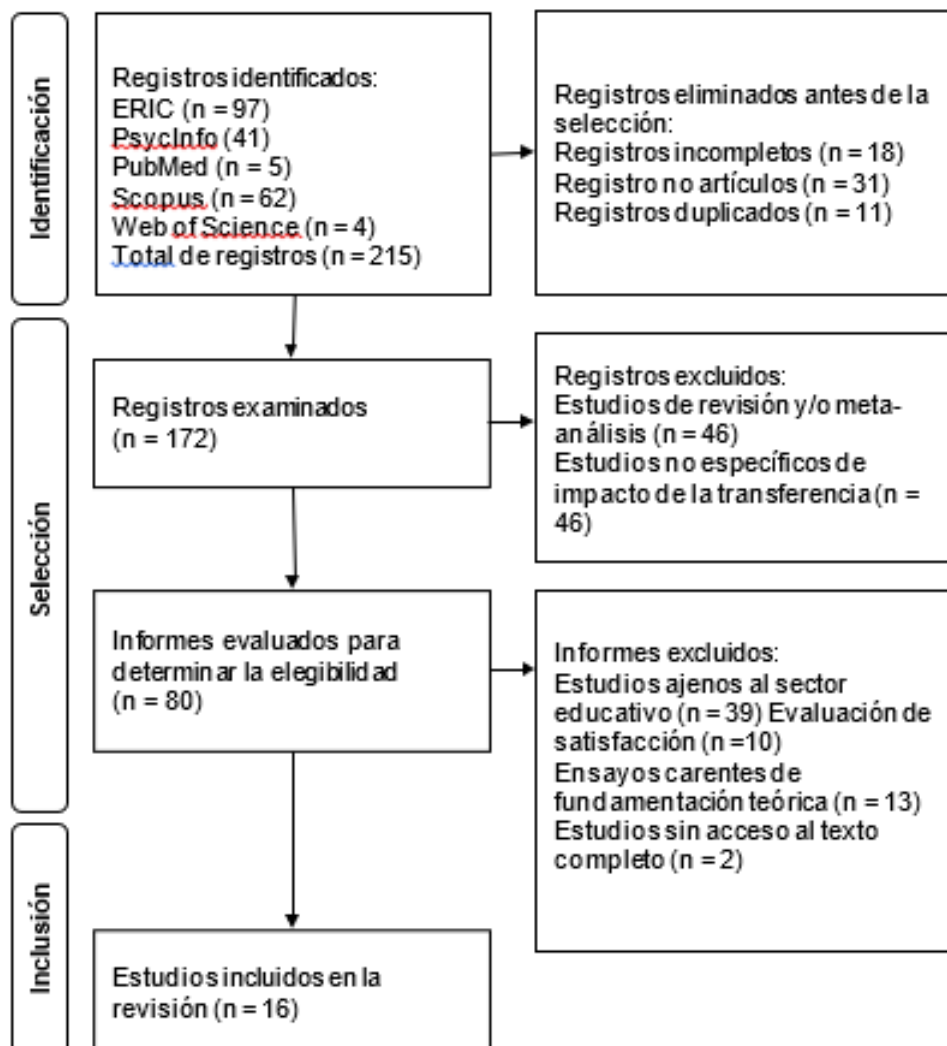 Identificación
Registros identificados:
ERIC (n = 97)
PsycInfo (41)
PubMed (n = 5)
Scopus (n = 62)
Web of Science (n = 4)
Total de registros (n = 215)
Registros eliminados antes de la
selección:
Registros incompletos (n = 18)
Registro no artículos (n = 31)
Registros duplicados (n = 11)
Selección
Registros examinados
(n = 172)
Registros excluidos:
Estudios de revisión y/o meta-
análisis (n = 46)
Estudios no específicos de
impacto de la transferencia (n =
46)
Informes evaluados para
determinar la elegibilidad
(n = 80)
Informes excluidos:
Estudios ajenos al sector
educativo (n = 39) Evaluación de
satisfacción (n =10)
Ensayos carentes de
fundamentación teórica (n = 13)
Estudios sin acceso al texto
completo (n = 2)
Inclusión
Estudios incluidos en la
revisión (n = 16)